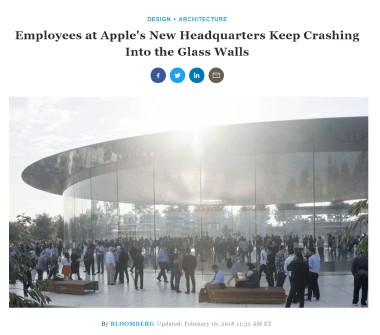 DESIGN + ARCHITECTURE
Employees at Apple's New Headquarters Keep Crashing
Into the Glass Walls
By BLOOMBERG Updated: February 16, 2018 11:32 AM ET